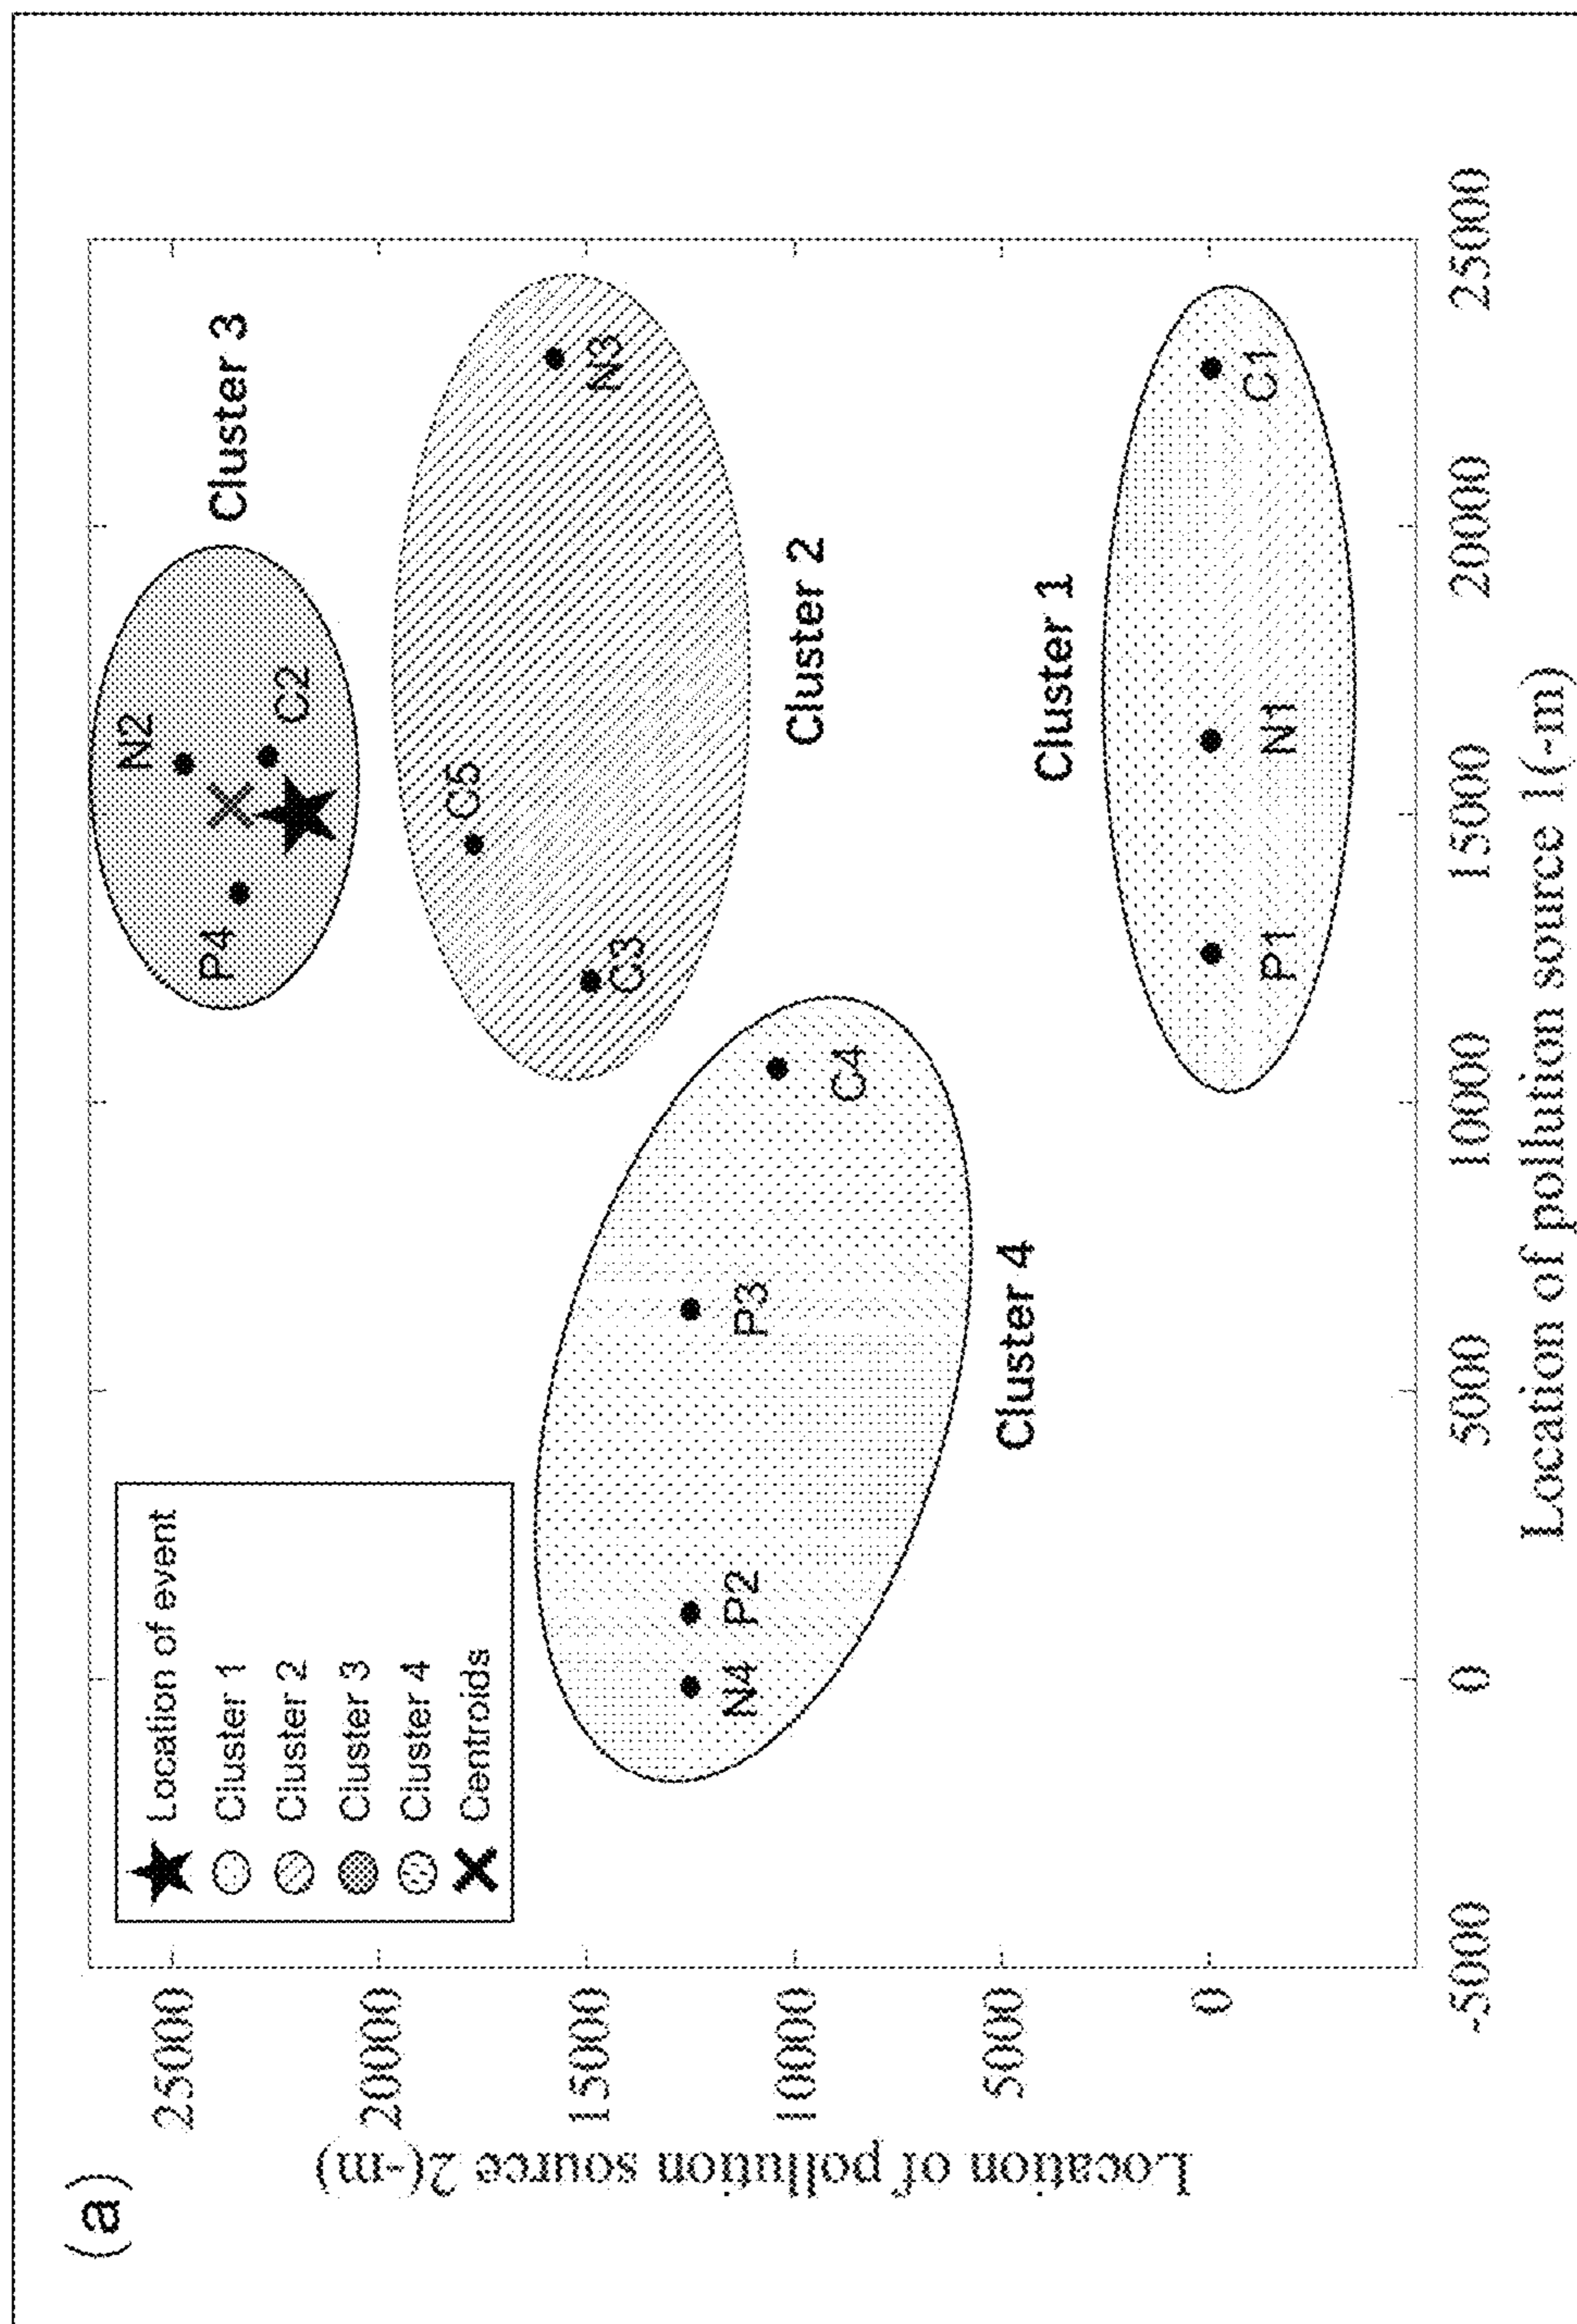 (a)
Location of pollution source 2(-m)
25000
20000
15000
10000
5000
0
Location of event
Cluster 1
Cluster 2
Cluster 3
Cluster 4
Centroids
N2
P4
C2
Cluster 3
C5
C3
N3
Cluster 2
N4
P2
P3
C4
Cluster 4
Cluster 1
P1
N1
C1
-5000
0
5000
10000
15000
20000
25000
Location of pollution source 1(-m)